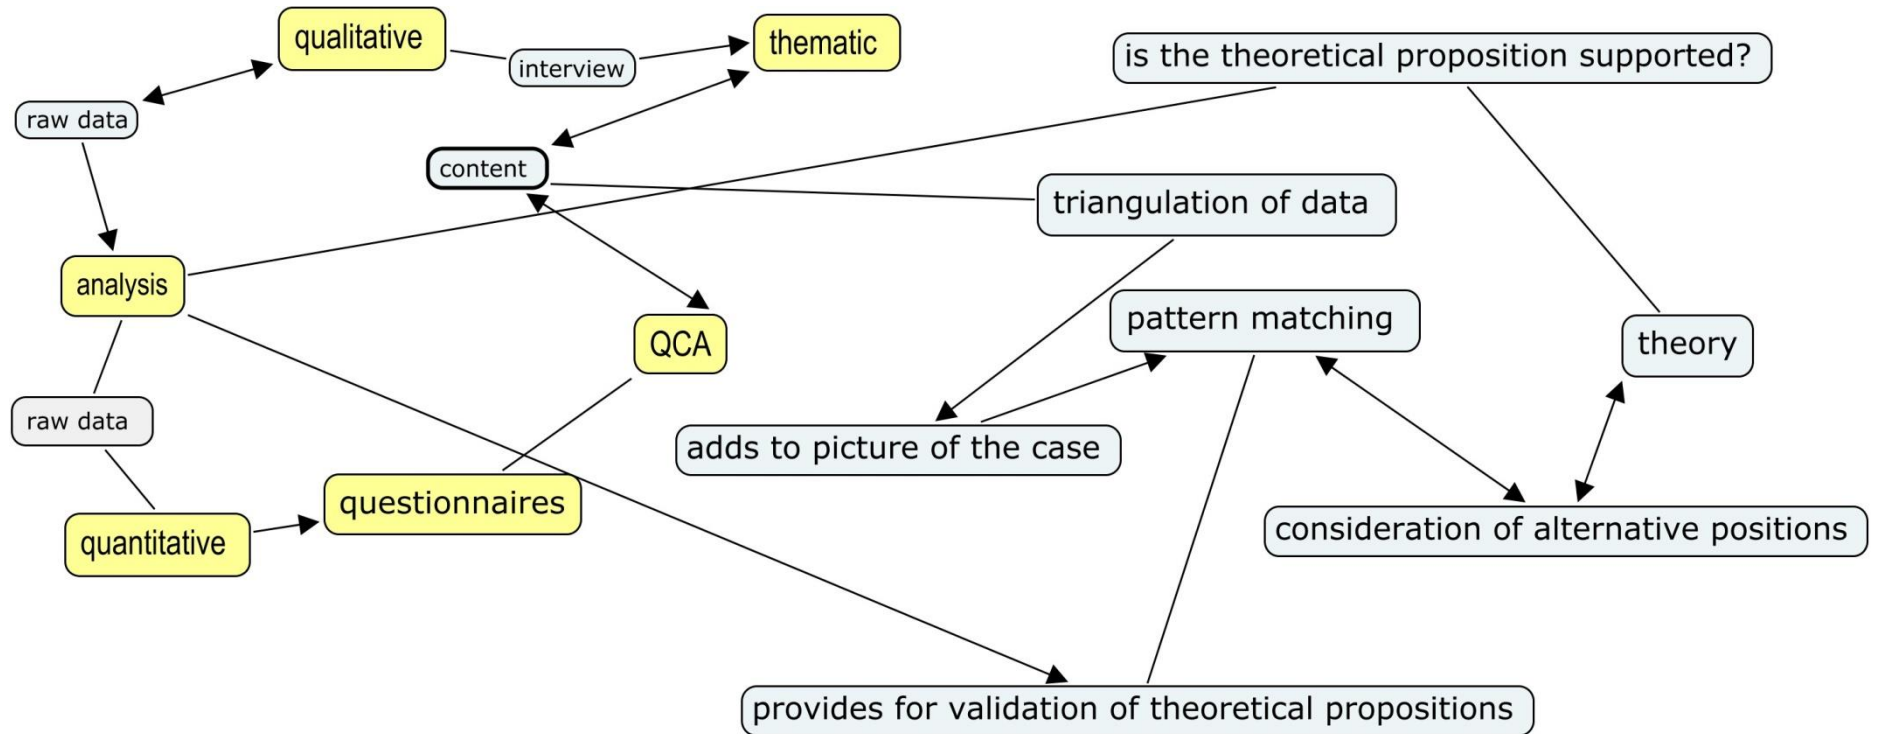 qualitative
thematic
is the theoretical proposition supported?
interview
raw data
content
triangulation of data
analysis
pattern matching
QCA
theory
raw data
adds to picture of the case
questionnaires
consideration of alternative positions
quantitative
provides for validation of theoretical propositions